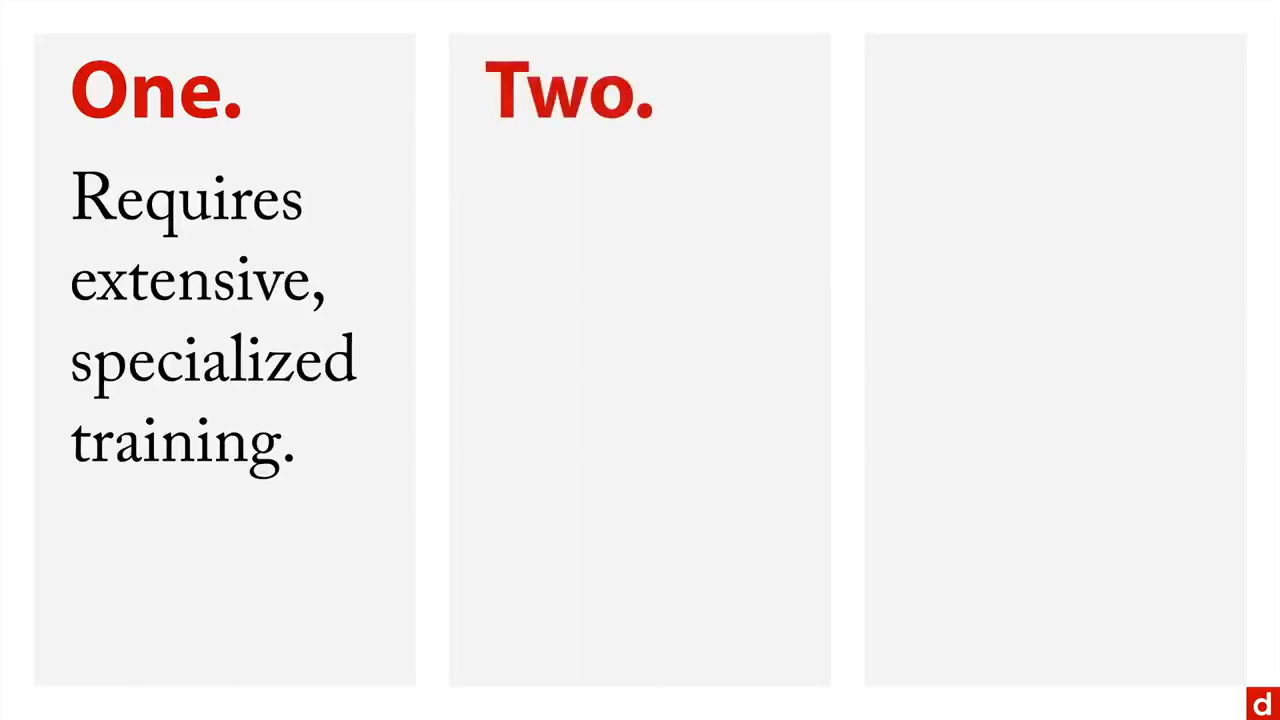 One.
Requires
extensive,
specialized
training.
Two.
d